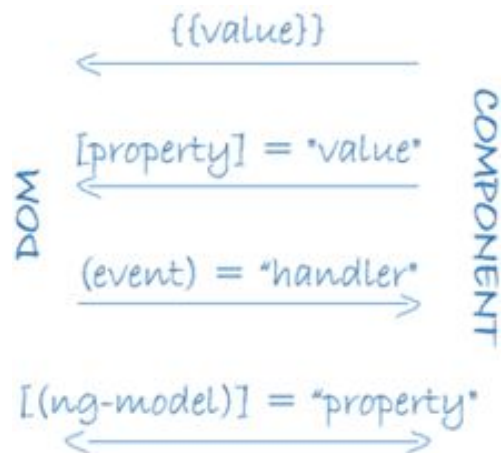 {{value}}
[property] = "value"
DOM
COMPONENT
(event) = "handler"
[(ng-model)] = "property"